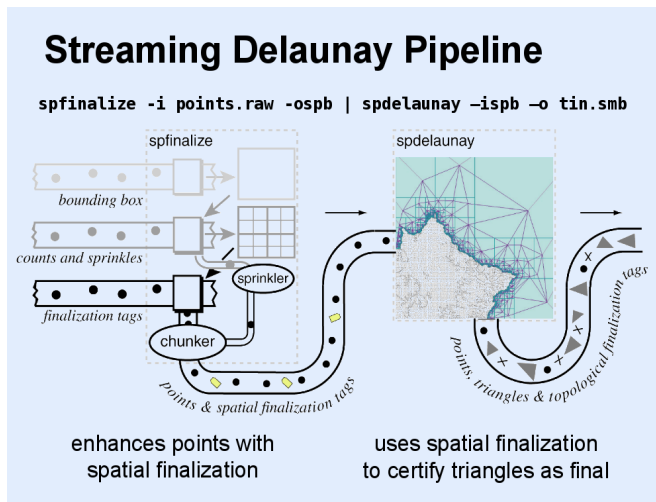 Streaming Delaunay Pipeline
spfinalize -i points.raw -ospb | spdelaunay –ispb –o tin.smb
spfinalize
spdelaunay
bounding box
counts and sprinkles
sprinkler
finalization tags
chunker
points & spatial finalization tags
points, triangles & topological finalization tags
enhances points with
spatial finalization
uses spatial finalization
to certify triangles as final